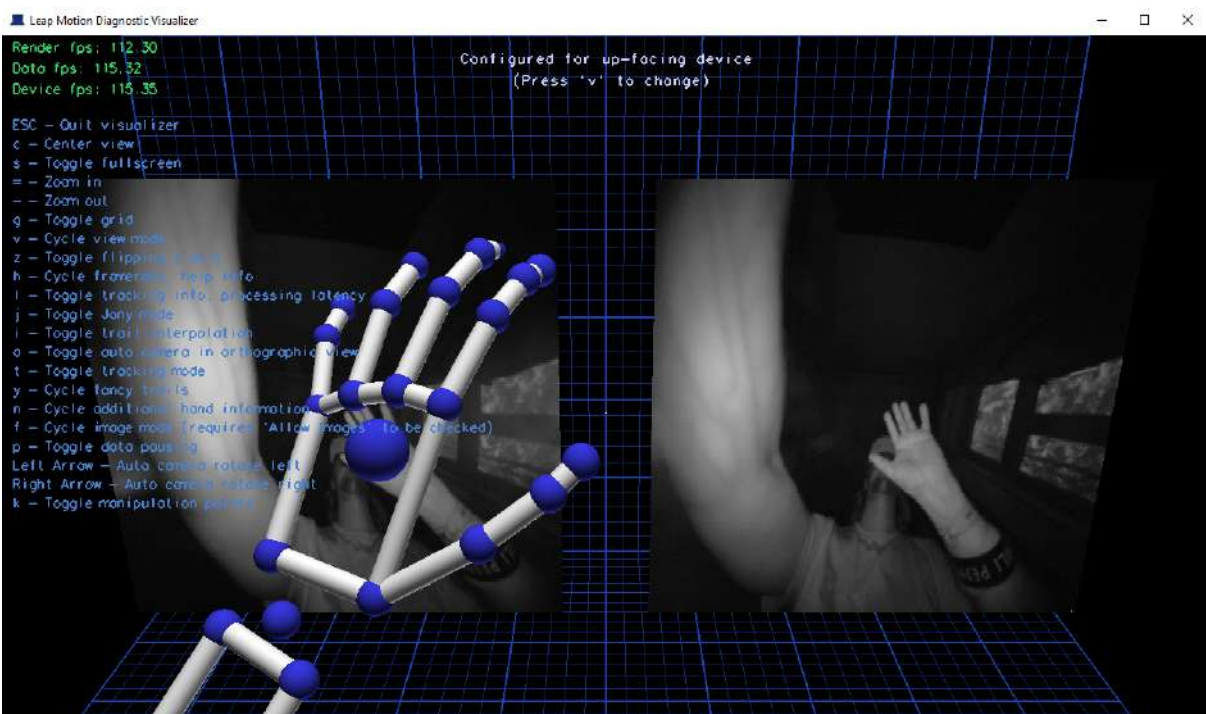 Leap Motion Diagnostic Visualizer
Render fps: 112.30
Data fps: 115.32
Device fps: 115.35
Configured for up-facing device
(Press 'v' to change)
ESC - Quit visualizer
c - Center view
s - Toggle fullscreen
= - Zoom in
- - Zoom out
g - Toggle grid
v - Cycle view mode
z - Toggle flipping
h - Cycle framerate, help info
l - Toggle tracking info, processing latency
j - Toggle Jony mode
i - Toggle trail interpolation
o - Toggle auto camera in orthographic view
t - Toggle tracking mode
y - Cycle fancy trails
n - Cycle additional hand information
f - Cycle image mode (requires 'Allow Images' to be checked)
p - Toggle data pausing
Left Arrow - Auto camera rotate left
Right Arrow - Auto camera rotate right
k - Toggle manipulation points